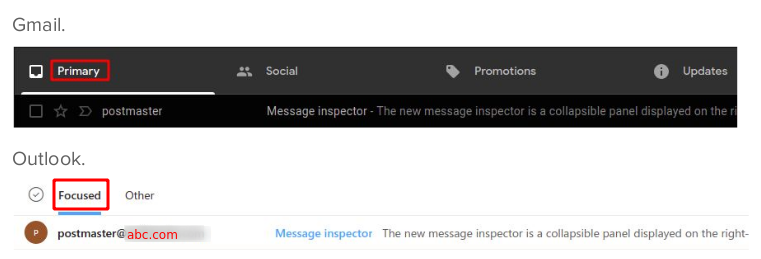 Gmail.
Primary Social Promotions Updates
postmaster Message inspector - The new message inspector is a collapsible panel displayed on the
Outlook.
Focused Other
P postmaster@abc.com Message inspector The new message inspector is a collapsible panel displayed on the right-